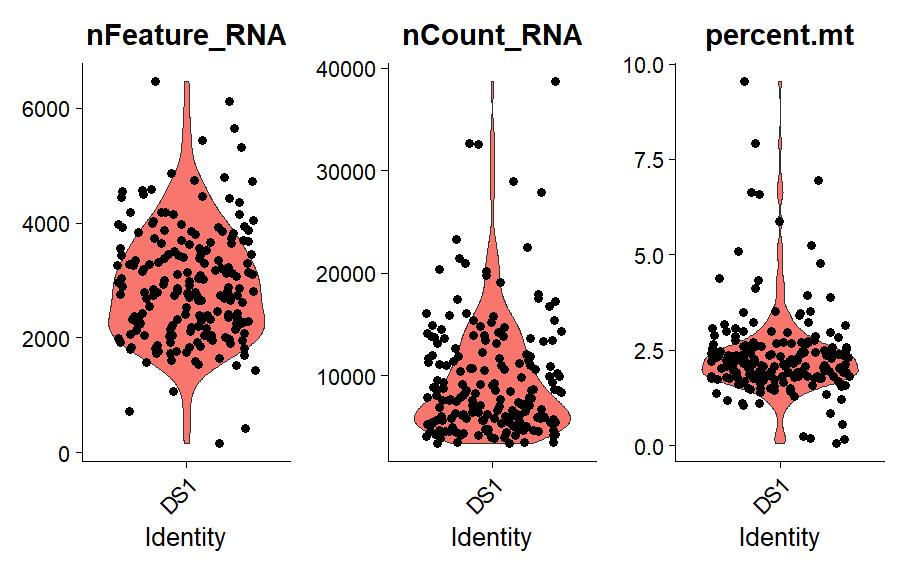 nFeature_RNA
6000
4000
2000
0
DS1
Identity
nCount_RNA
40000
30000
20000
10000
DS1
Identity
percent.mt
10.0
7.5
5.0
2.5
0.0
DS1
Identity